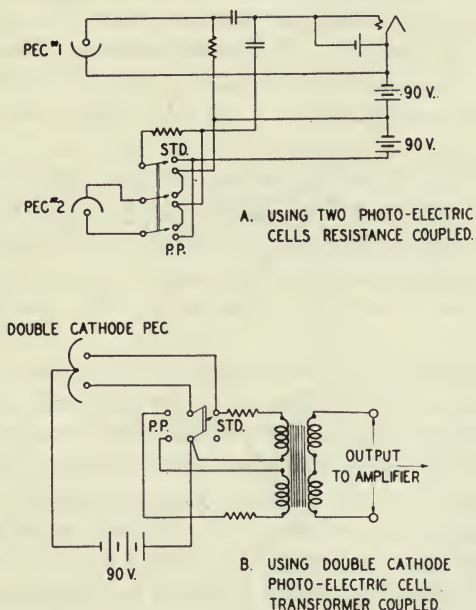 PEC #1
90 V.
90 V.
STD.
PEC #2
P.P.
A. USING TWO PHOTO-ELECTRIC
CELLS RESISTANCE COUPLED.
DOUBLE CATHODE PEC
P.P.
STD.
OUTPUT
TO AMPLIFIER
90 V.
B. USING DOUBLE CATHODE
PHOTO-ELECTRIC CELL
TRANSFORMER COUPLED